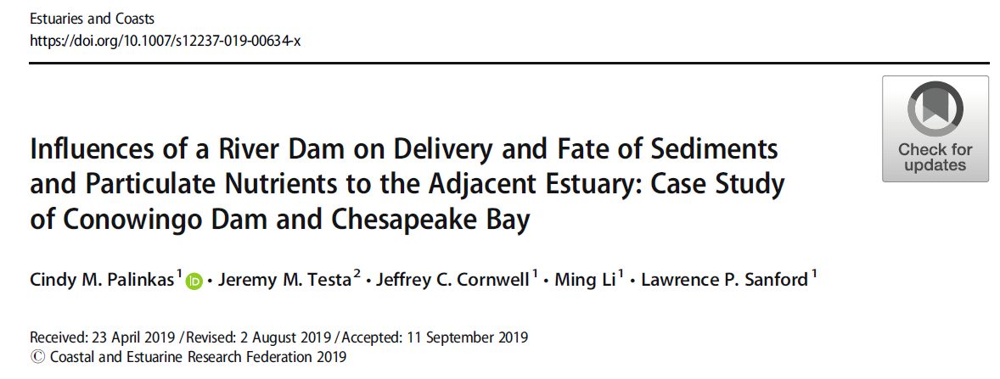 Estuaries and Coasts
https://doi.org/10.1007/s12237-019-00634-x
Check for
updates
Influences of a River Dam on Delivery and Fate of Sediments
and Particulate Nutrients to the Adjacent Estuary: Case Study
of Conowingo Dam and Chesapeake Bay
Cindy M. Palinkas 1 iD • Jeremy M. Testa 2 • Jeffrey C. Cornwell 1 • Ming Li 1 • Lawrence P. Sanford 1
Received: 23 April 2019 / Revised: 2 August 2019 / Accepted: 11 September 2019
© Coastal and Estuarine Research Federation 2019